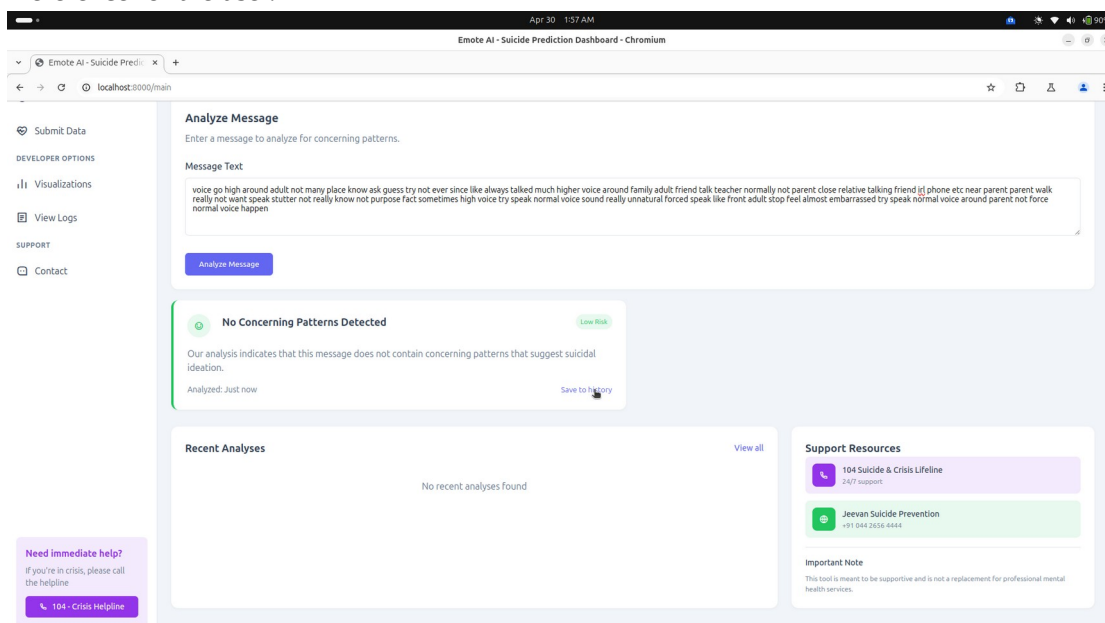 Apr 30 1:57 AM
90%
Emote AI - Suicide Prediction Dashboard - Chromium
Emote AI - Suicide Predic
localhost:8000/main
Submit Data
DEVELOPER OPTIONS
Visualizations
View Logs
SUPPORT
Contact
Need immediate help?
If you're in crisis, please call
the helpline
104 - Crisis Helpline
Analyze Message
Enter a message to analyze for concerning patterns.
Message Text
voice go high around adult not many place know ask guess try not ever since like always talked much higher voice around family adult friend talk teacher normally not parent close relative talking friend irl phone etc near parent parent walk
really not want speak stutter not really know not purpose fact sometimes high voice try speak normal voice sound really unnatural forced speak like front adult stop feel almost embarrassed try speak normal voice around parent not force
normal voice happen
Analyze Message
No Concerning Patterns Detected
Low Risk
Our analysis indicates that this message does not contain concerning patterns that suggest suicidal
ideation.
Analyzed: Just now
Save to history
Recent Analyses
View all
No recent analyses found
Support Resources
104 Suicide & Crisis Lifeline
24/7 support
Jeevan Suicide Prevention
+91 044 2656 4444
Important Note
This tool is meant to be supportive and is not a replacement for professional mental
health services.